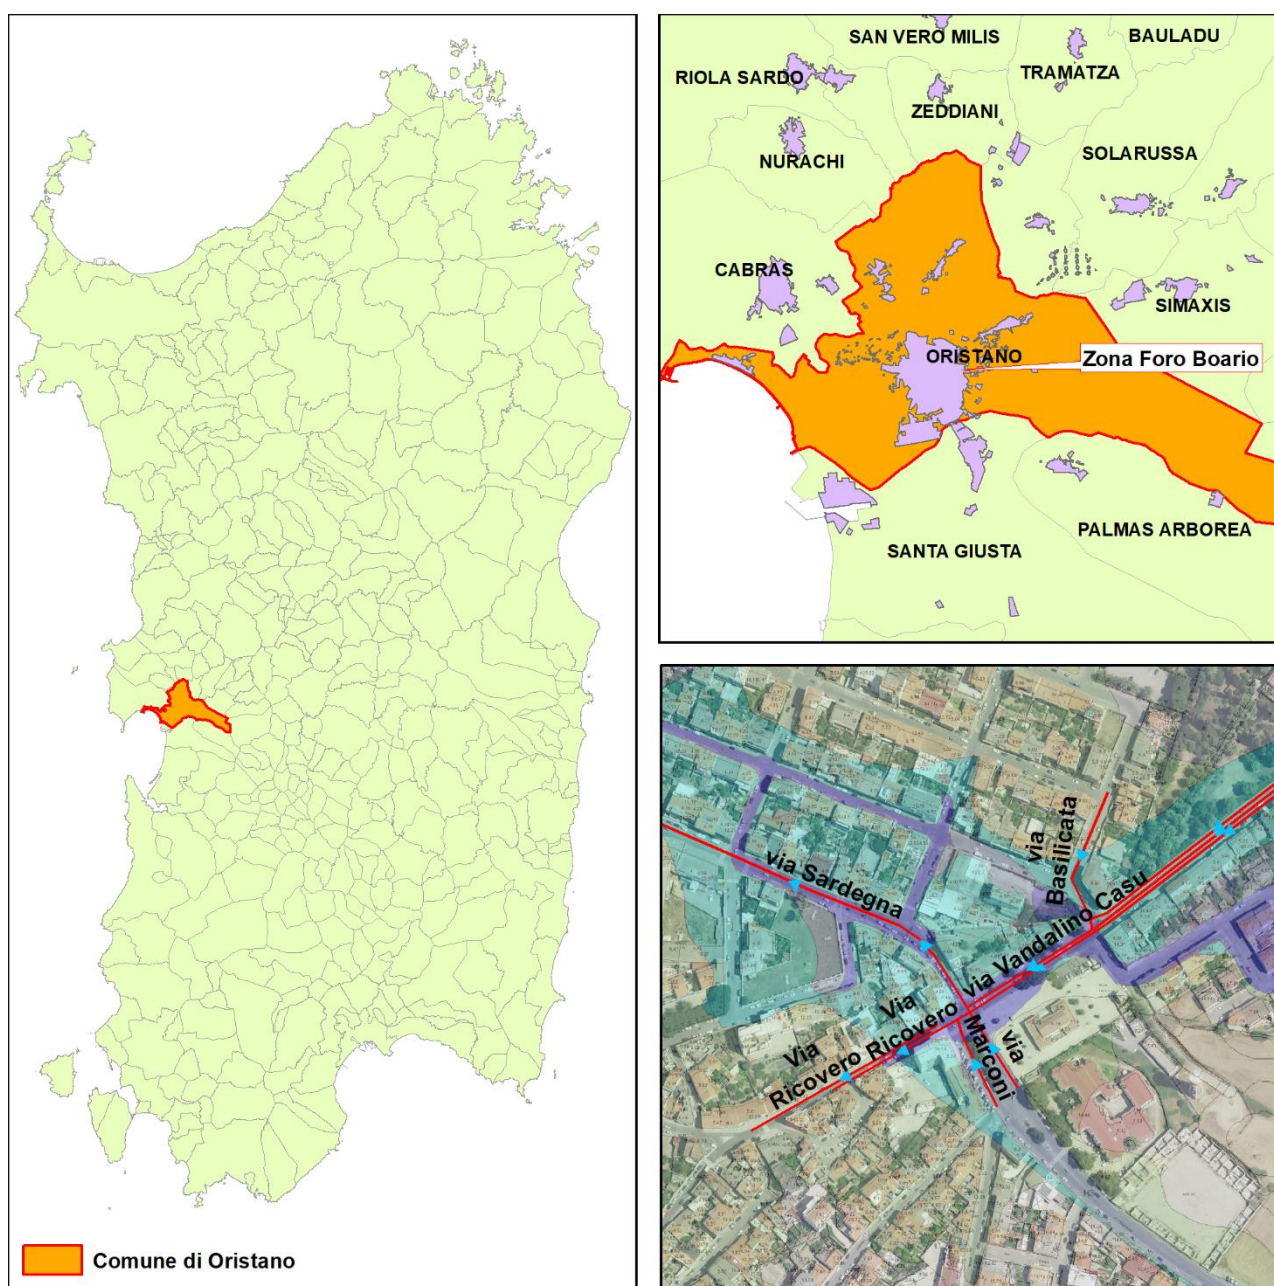 Comune di Oristano
SAN VERO MILIS
BAULADU
RIOLA SARDO
TRAMATZA
ZEDDIANI
NURACHI
SOLARUSSA
CABRAS
SIMAXIS
ORISTANO
Zona Foro Boario
PALMAS ARBOREA
SANTA GIUSTA
via
Basilicata
via Sardegna
via Vandalino Casu
Via
Ricovero
Via
Ricovero
via
Marconi